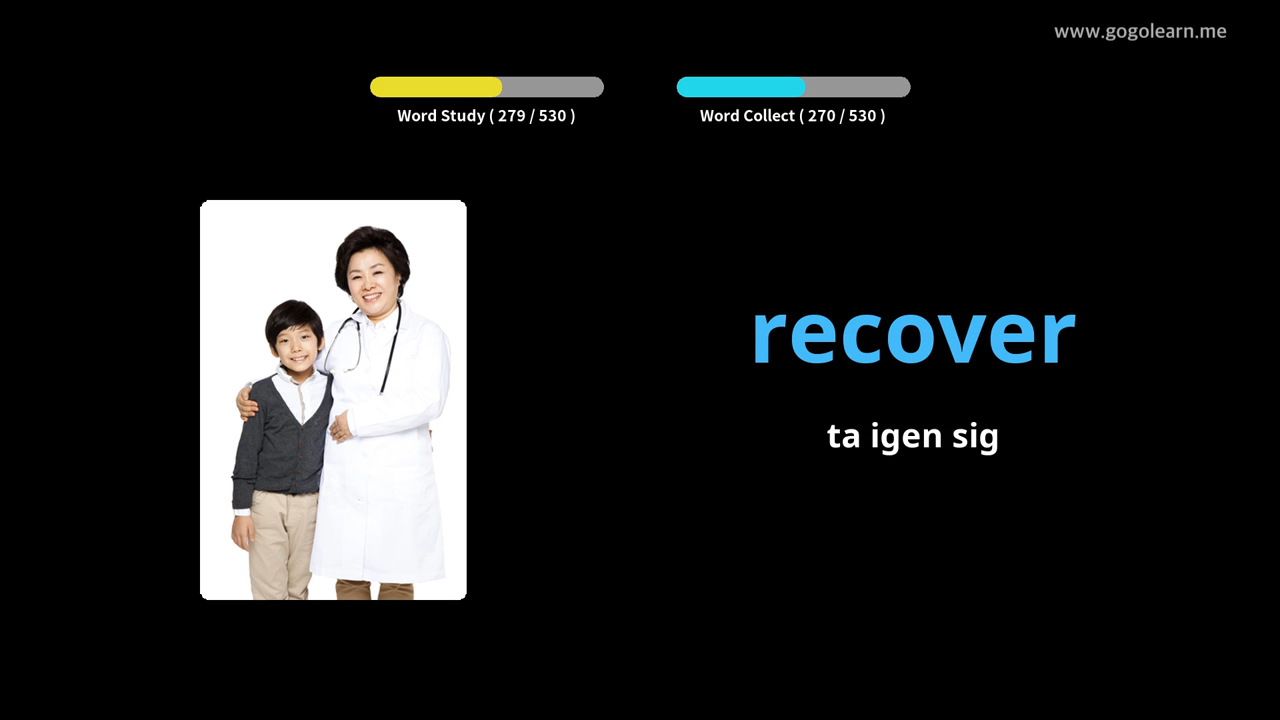 www.gogolearn.me
Word Study ( 279 / 530 )
Word Collect ( 270 / 530 )
recover
ta igen sig